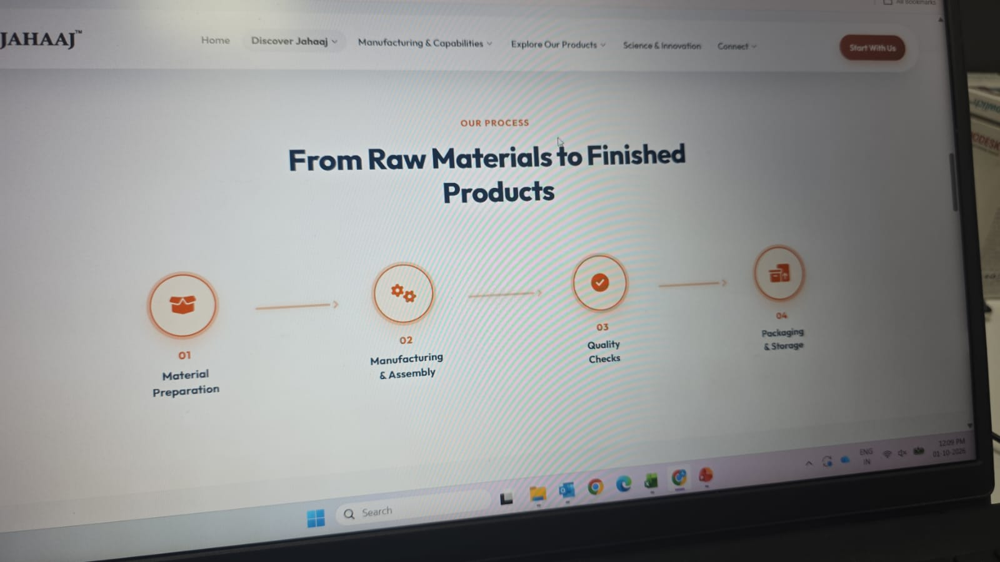 All Bookmarks
JAHAAJ™
Home
Discover Jahaaj
Manufacturing & Capabilities
Explore Our Products
Science & Innovation
Connect
Start With Us
OUR PROCESS
From Raw Materials to Finished
Products
01
Material
Preparation
02
Manufacturing
& Assembly
03
Quality
Checks
04
Packaging
& Storage
Search
ENG
IN
12:09 PM
01-10-2026